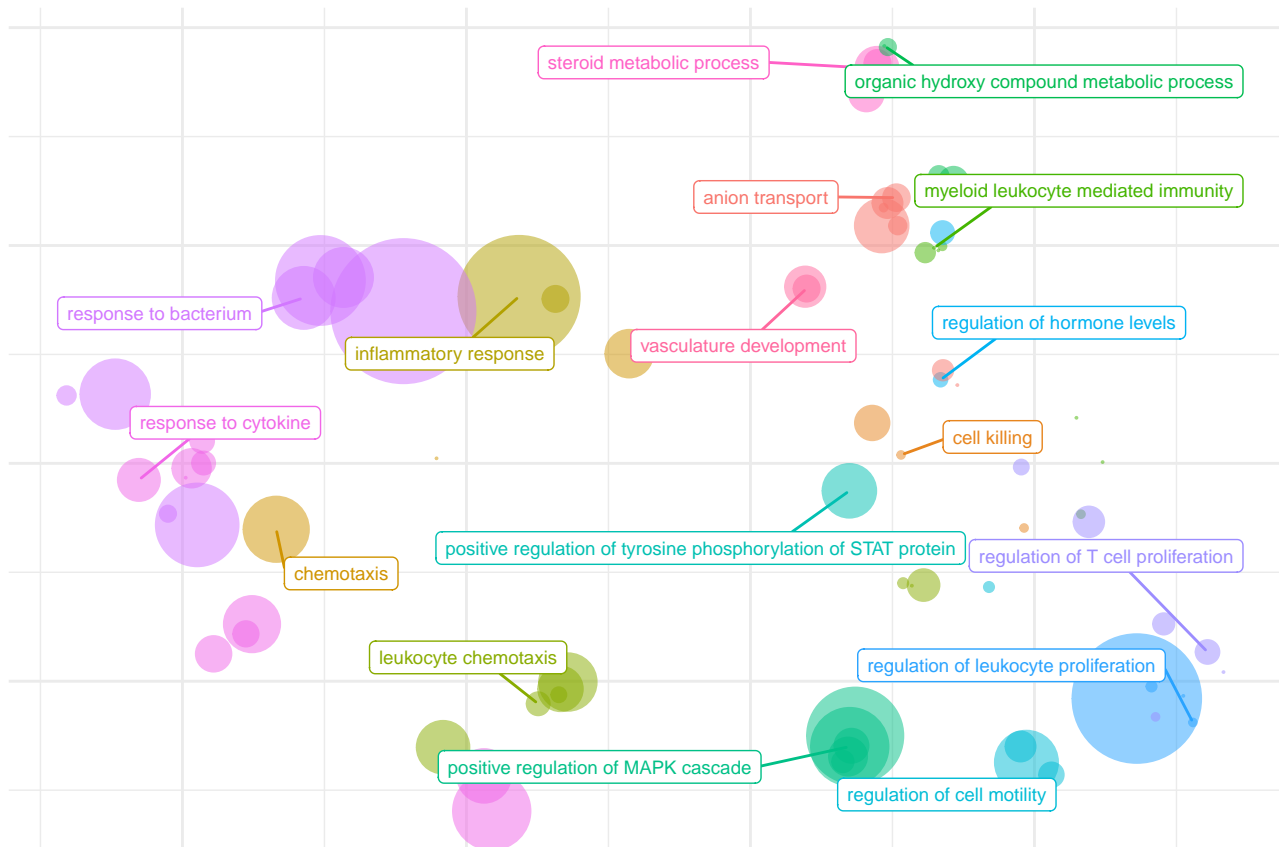 steroid metabolic process
organic hydroxy compound metabolic process
anion transport
myeloid leukocyte mediated immunity
response to bacterium
regulation of hormone levels
inflammatory response
vasculature development
response to cytokine
cell killing
positive regulation of tyrosine phosphorylation of STAT protein
regulation of T cell proliferation
chemotaxis
leukocyte chemotaxis
regulation of leukocyte proliferation
positive regulation of MAPK cascade
regulation of cell motility